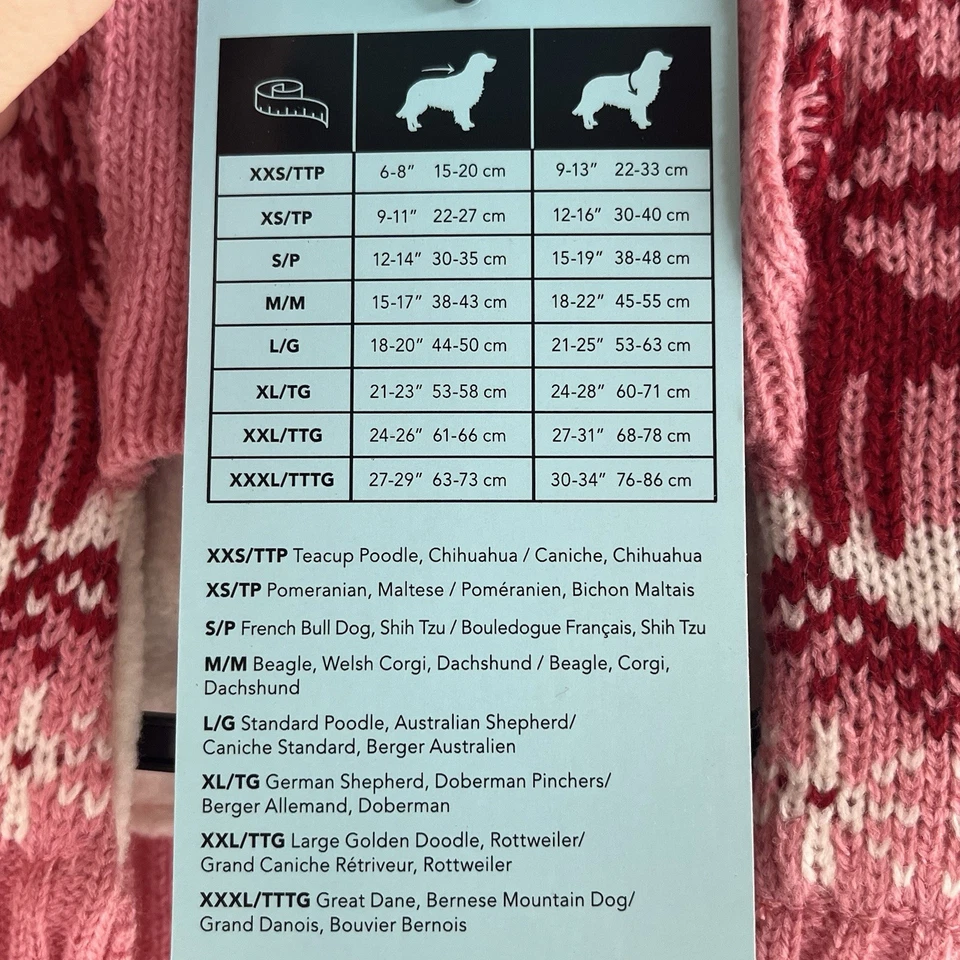 XXS/TTP 6-8" 15-20 cm 9-13" 22-33 cm
XS/TP 9-11" 22-27 cm 12-16" 30-40 cm
S/P 12-14" 30-35 cm 15-19" 38-48 cm
M/M 15-17" 38-43 cm 18-22" 45-55 cm
L/G 18-20" 44-50 cm 21-25" 53-63 cm
XL/TG 21-23" 53-58 cm 24-28" 60-71 cm
XXL/TTG 24-26" 61-66 cm 27-31" 68-78 cm
XXXL/TTTG 27-29" 63-73 cm 30-34" 76-86 cm
XXS/TTP Teacup Poodle, Chihuahua / Caniche, Chihuahua
XS/TP Pomeranian, Maltese / Poméranien, Bichon Maltais
S/P French Bull Dog, Shih Tzu / Bouledogue Français, Shih Tzu
M/M Beagle, Welsh Corgi, Dachshund / Beagle, Corgi,
Dachshund
L/G Standard Poodle, Australian Shepherd/
Caniche Standard, Berger Australien
XL/TG German Shepherd, Doberman Pinchers/
Berger Allemand, Doberman
XXL/TTG Large Golden Doodle, Rottweiler/
Grand Caniche Rétriveur, Rottweiler
XXXL/TTTG Great Dane, Bernese Mountain Dog/
Grand Danois, Bouvier Bernois